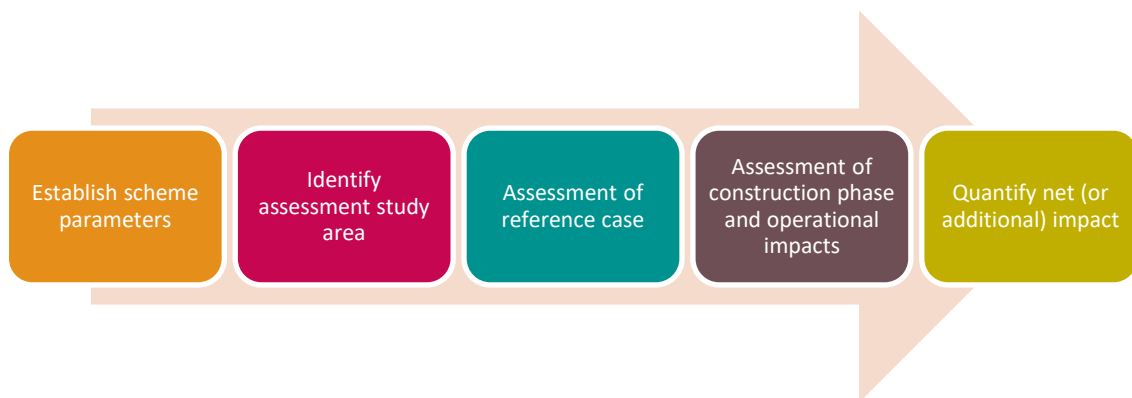 Establish scheme
parameters
Identify
assessment study
area
Assessment of
reference case
Assessment of
construction phase
and operational
impacts
Quantify net (or
additional) impact